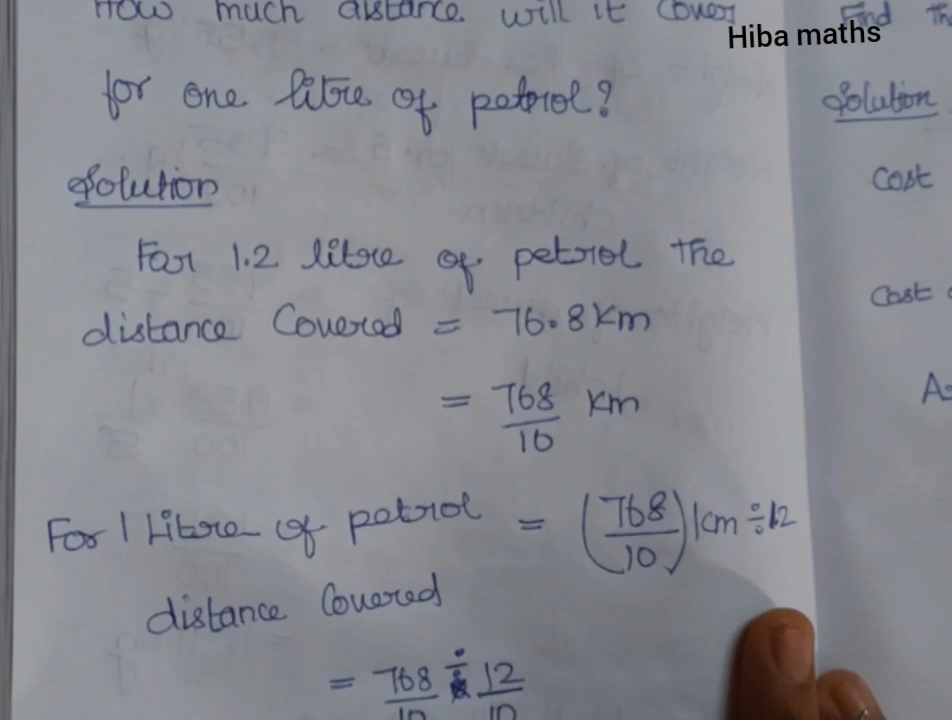 How much distance will it cover
for one litre of petrol?
Solution
For 1.2 litre of petrol the
distance Covered = 76.8 Km
= 768/10 Km
For 1 Litre of petrol = (768/10) km ÷ 12
distance Covered
= 768/10 ÷ 12/10
Hiba maths
Find
Solution
Cost
Cost
A=